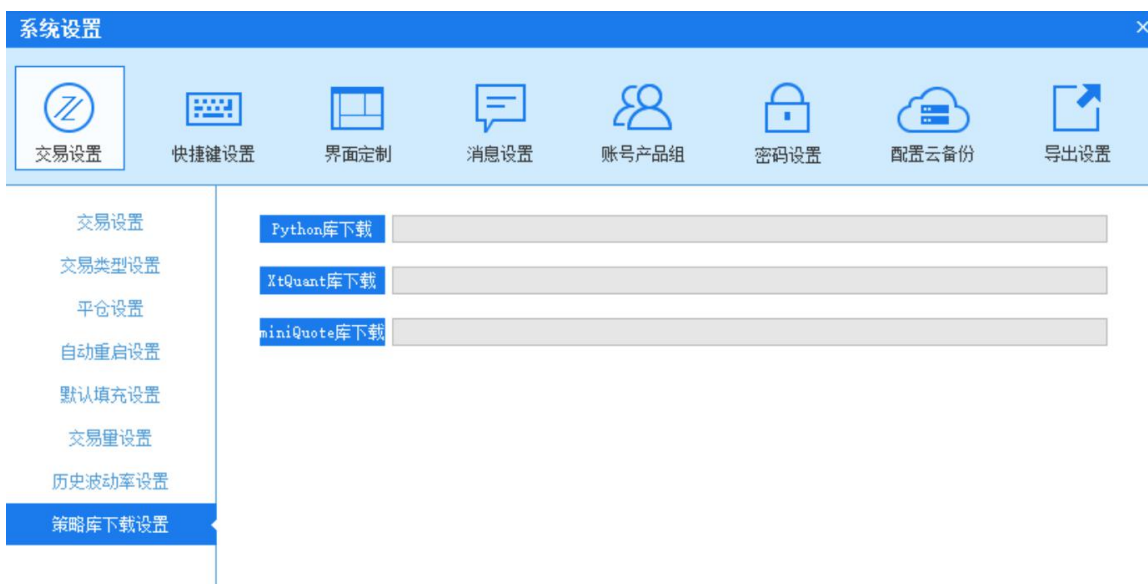 系统设置
交易设置 快捷键设置 界面定制 消息设置 账号产品组 密码设置 配置云备份 导出设置
交易设置
交易类型设置
平仓设置
自动重启设置
默认填充设置
交易量设置
历史波动率设置
策略库下载设置
Python库下载
XtQuant库下载
miniQuote库下载